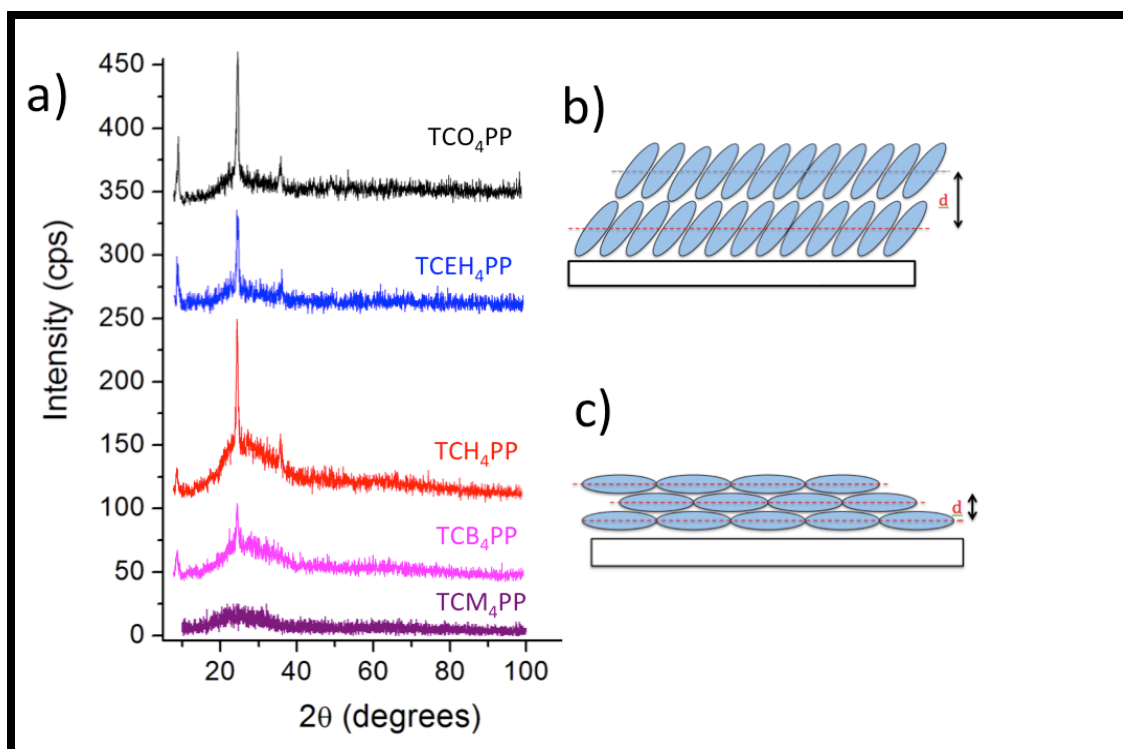 a)
Intensity (cps)
450
400
350
300
250
200
150
100
50
0
TCO₄PP
TCEH₄PP
TCH₄PP
TCB₄PP
TCM₄PP
20 40 60 80 100
2θ (degrees)
b)
d
c)
d